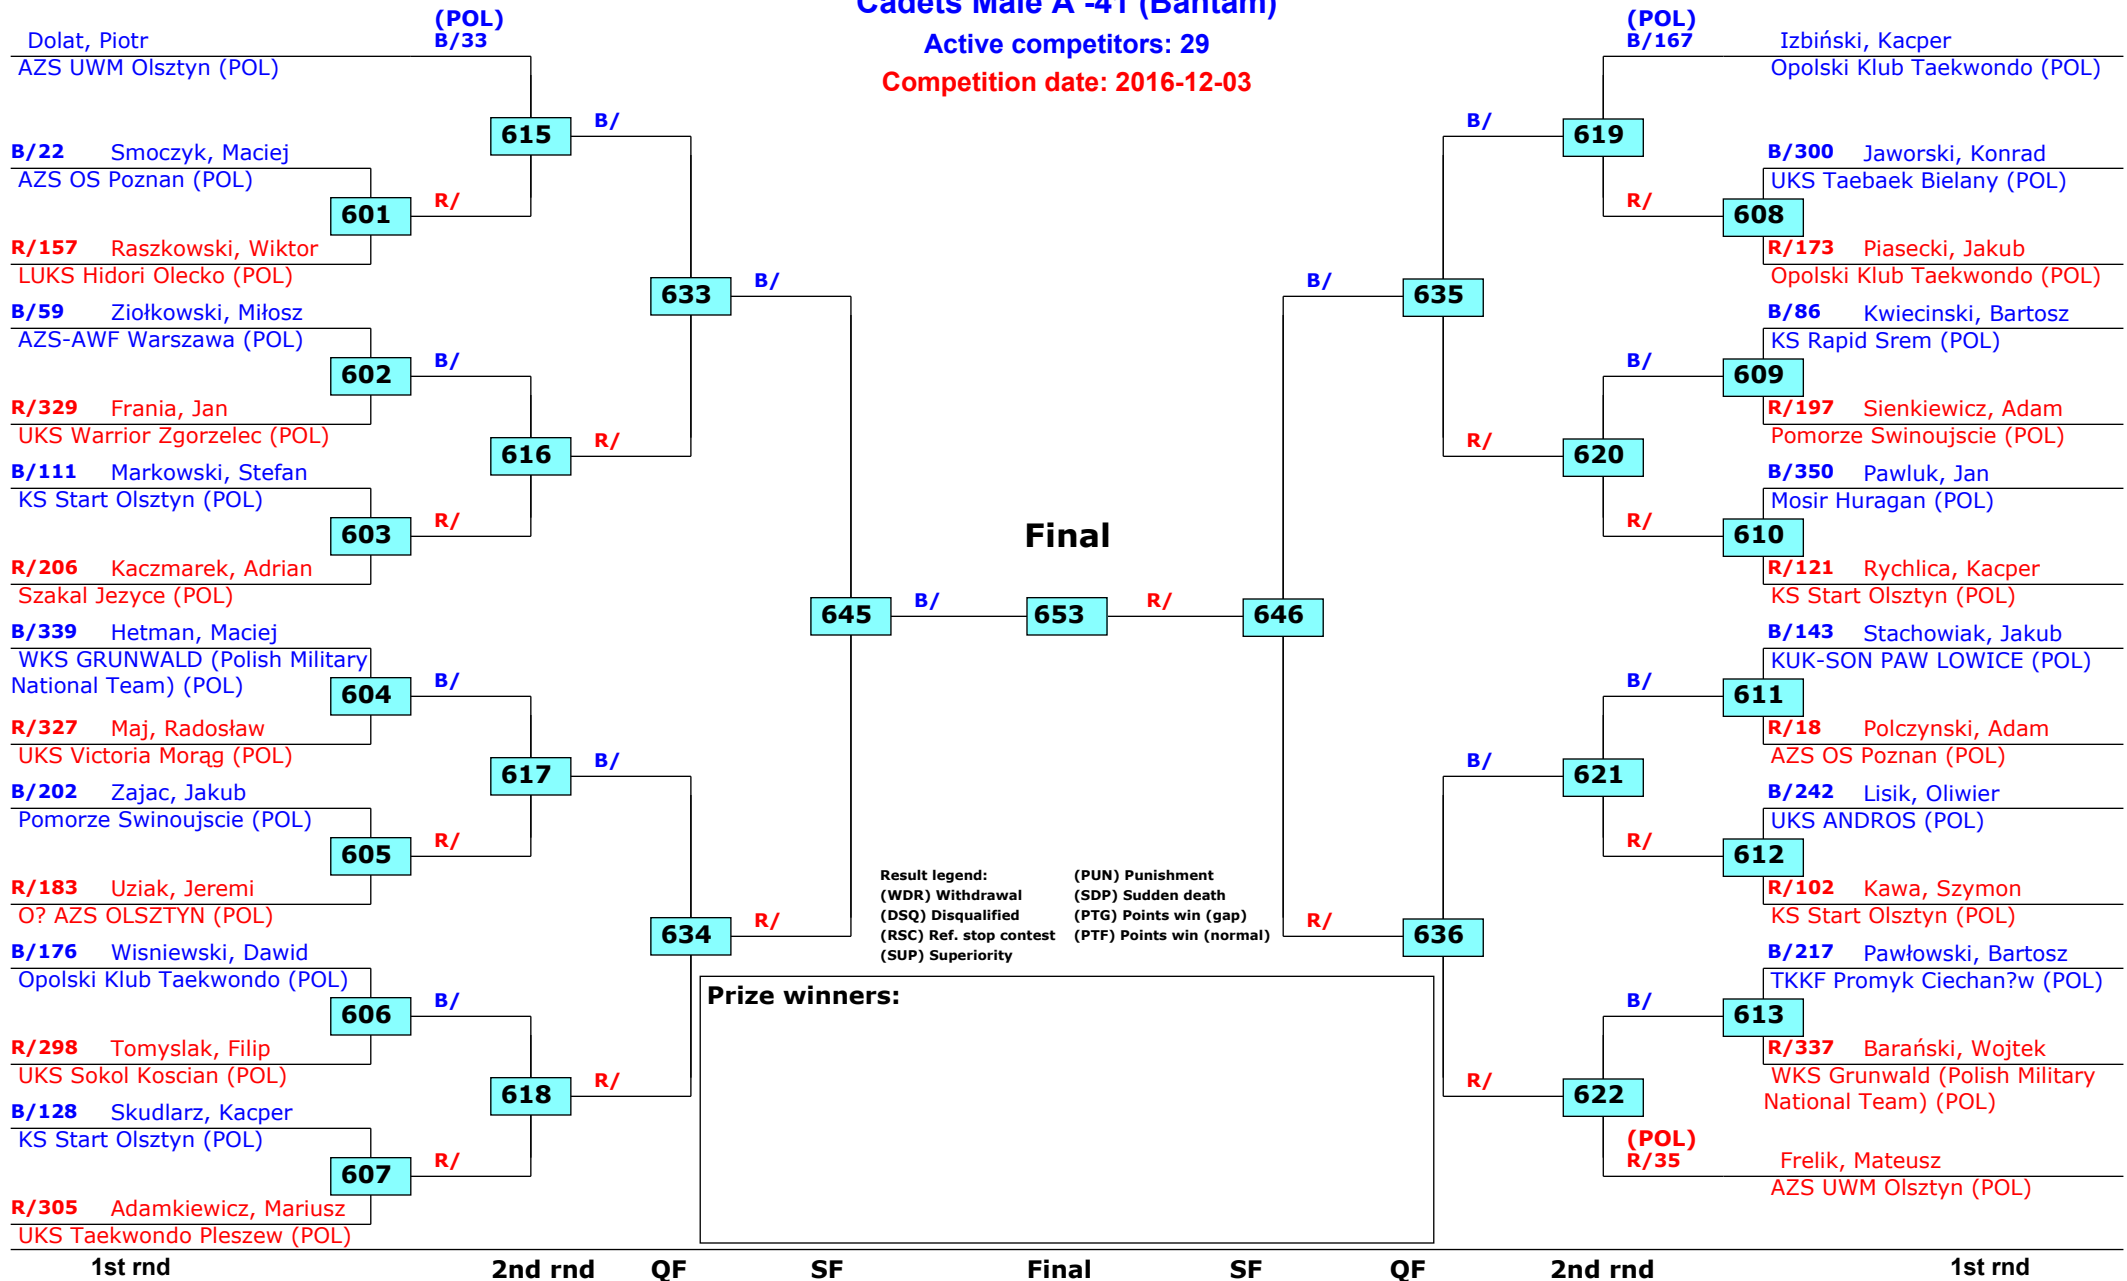 Cadets Male A -41 (Bantam)
Active competitors: 29
Competition date: 2016-12-03
(POL)
Dolat, Piotr B/33
AZS UWM Olsztyn (POL)
615
B/
B/22 Smoczyk, Maciej
AZS OS Poznan (POL)
601
R/
R/157 Raszkowski, Wiktor
LUKS Hidori Olecko (POL)
633
B/
B/59 Ziołkowski, Miłosz
AZS-AWF Warszawa (POL)
602
B/
R/329 Frania, Jan
UKS Warrior Zgorzelec (POL)
616
R/
B/111 Markowski, Stefan
KS Start Olsztyn (POL)
603
R/
R/206 Kaczmarek, Adrian
Szakal Jezyce (POL)
645
B/
B/339 Hetman, Maciej
WKS GRUNWALD (Polish Military
National Team) (POL)
604
B/
R/327 Maj, Radosław
UKS Victoria Morąg (POL)
617
B/
B/202 Zajac, Jakub
Pomorze Swinoujscie (POL)
605
R/
R/183 Uziak, Jeremi
O? AZS OLSZTYN (POL)
634
R/
B/176 Wisniewski, Dawid
Opolski Klub Taekwondo (POL)
606
B/
R/298 Tomyslak, Filip
UKS Sokol Koscian (POL)
618
R/
B/128 Skudlarz, Kacper
KS Start Olsztyn (POL)
607
R/
R/305 Adamkiewicz, Mariusz
UKS Taekwondo Pleszew (POL)
Final
653
R/
646
Result legend: (PUN) Punishment
(WDR) Withdrawal (SDP) Sudden death
(DSQ) Disqualified (PTG) Points win (gap)
(RSC) Ref. stop contest (PTF) Points win (normal)
(SUP) Superiority
Prize winners:
(POL)
B/167 Izbiński, Kacper
Opolski Klub Taekwondo (POL)
B/
619
B/300 Jaworski, Konrad
UKS Taebaek Bielany (POL)
R/
608
R/173 Piasecki, Jakub
Opolski Klub Taekwondo (POL)
B/
635
B/86 Kwiecinski, Bartosz
KS Rapid Srem (POL)
B/
609
R/197 Sienkiewicz, Adam
Pomorze Swinoujscie (POL)
R/
620
B/350 Pawluk, Jan
Mosir Huragan (POL)
R/
610
R/121 Rychlica, Kacper
KS Start Olsztyn (POL)
B/143 Stachowiak, Jakub
KUK-SON PAW LOWICE (POL)
B/
611
R/18 Polczynski, Adam
AZS OS Poznan (POL)
B/
621
B/242 Lisik, Oliwier
UKS ANDROS (POL)
R/
612
R/102 Kawa, Szymon
KS Start Olsztyn (POL)
R/
636
B/217 Pawłowski, Bartosz
TKKF Promyk Ciechan?w (POL)
B/
613
R/337 Barański, Wojtek
WKS Grunwald (Polish Military
National Team) (POL)
R/
622
(POL)
R/35 Frelik, Mateusz
AZS UWM Olsztyn (POL)
1st rnd 2nd rnd QF SF Final SF QF 2nd rnd 1st rnd